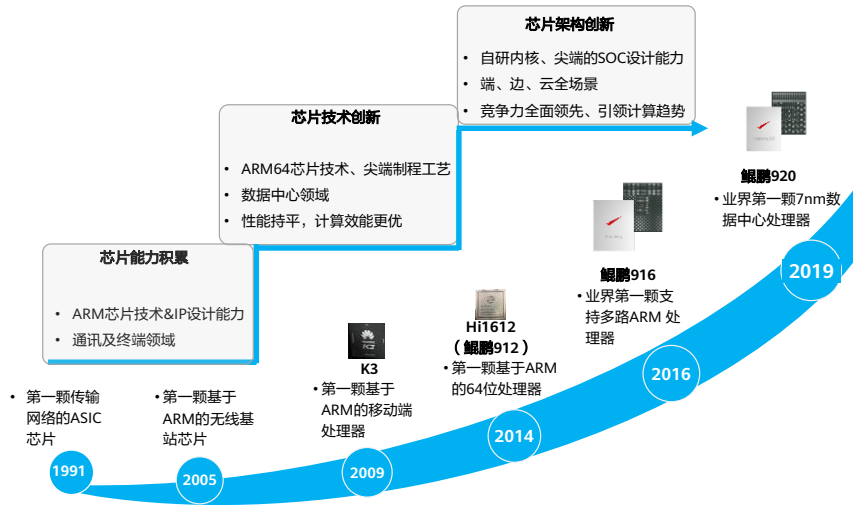 芯片架构创新
• 自研内核、尖端的SOC设计能力
• 端、边、云全场景
• 竞争力全面领先、引领计算趋势
芯片技术创新
• ARM64芯片技术、尖端制程工艺
• 数据中心领域
• 性能持平，计算效能更优
芯片能力积累
• ARM芯片技术&IP设计能力
• 通讯及终端领域
• 第一颗传输
网络的ASIC
芯片
1991
• 第一颗基于
ARM的无线基
站芯片
2005
K3
• 第一颗基于
ARM的移动端
处理器
2009
Hi1612
（鲲鹏912）
• 第一颗基于ARM
的64位处理器
2014
鲲鹏916
• 业界第一颗支
持多路ARM 处
理器
2016
鲲鹏920
• 业界第一颗7nm数
据中心处理器
2019